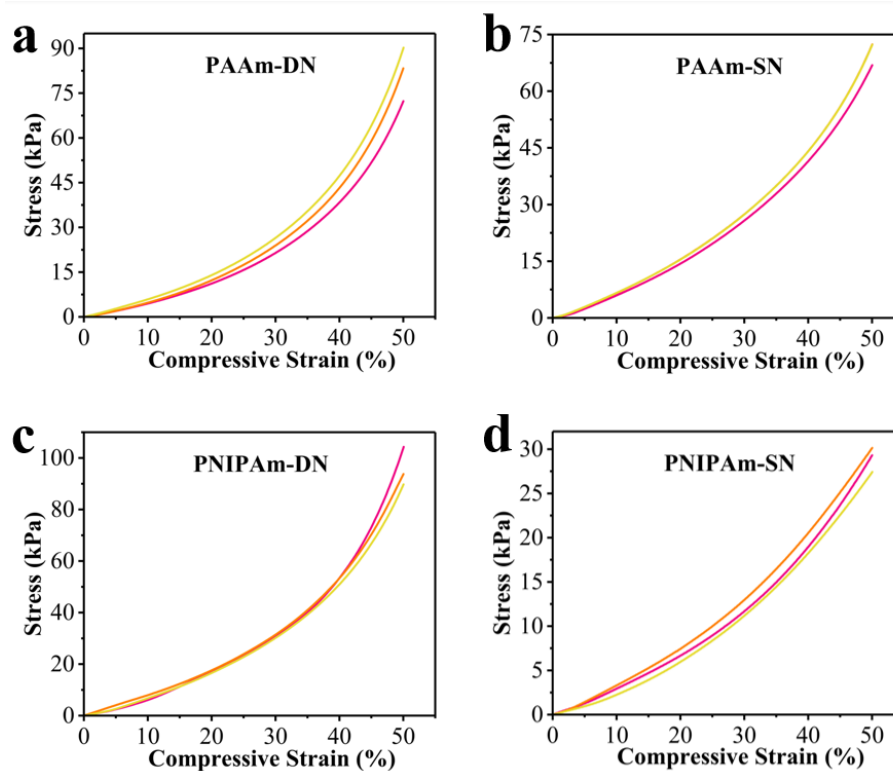 a
PAAm-DN
Stress (kPa)
90
75
60
45
30
15
0
0 10 20 30 40 50
Compressive Strain (%)
b
PAAm-SN
Stress (kPa)
75
60
45
30
15
0
0 10 20 30 40 50
Compressive Strain (%)
c
PNIPAm-DN
Stress (kPa)
100
80
60
40
20
0
0 10 20 30 40 50
Compressive Strain (%)
d
PNIPAm-SN
Stress (kPa)
30
25
20
15
10
5
0
0 10 20 30 40 50
Compressive Strain (%)